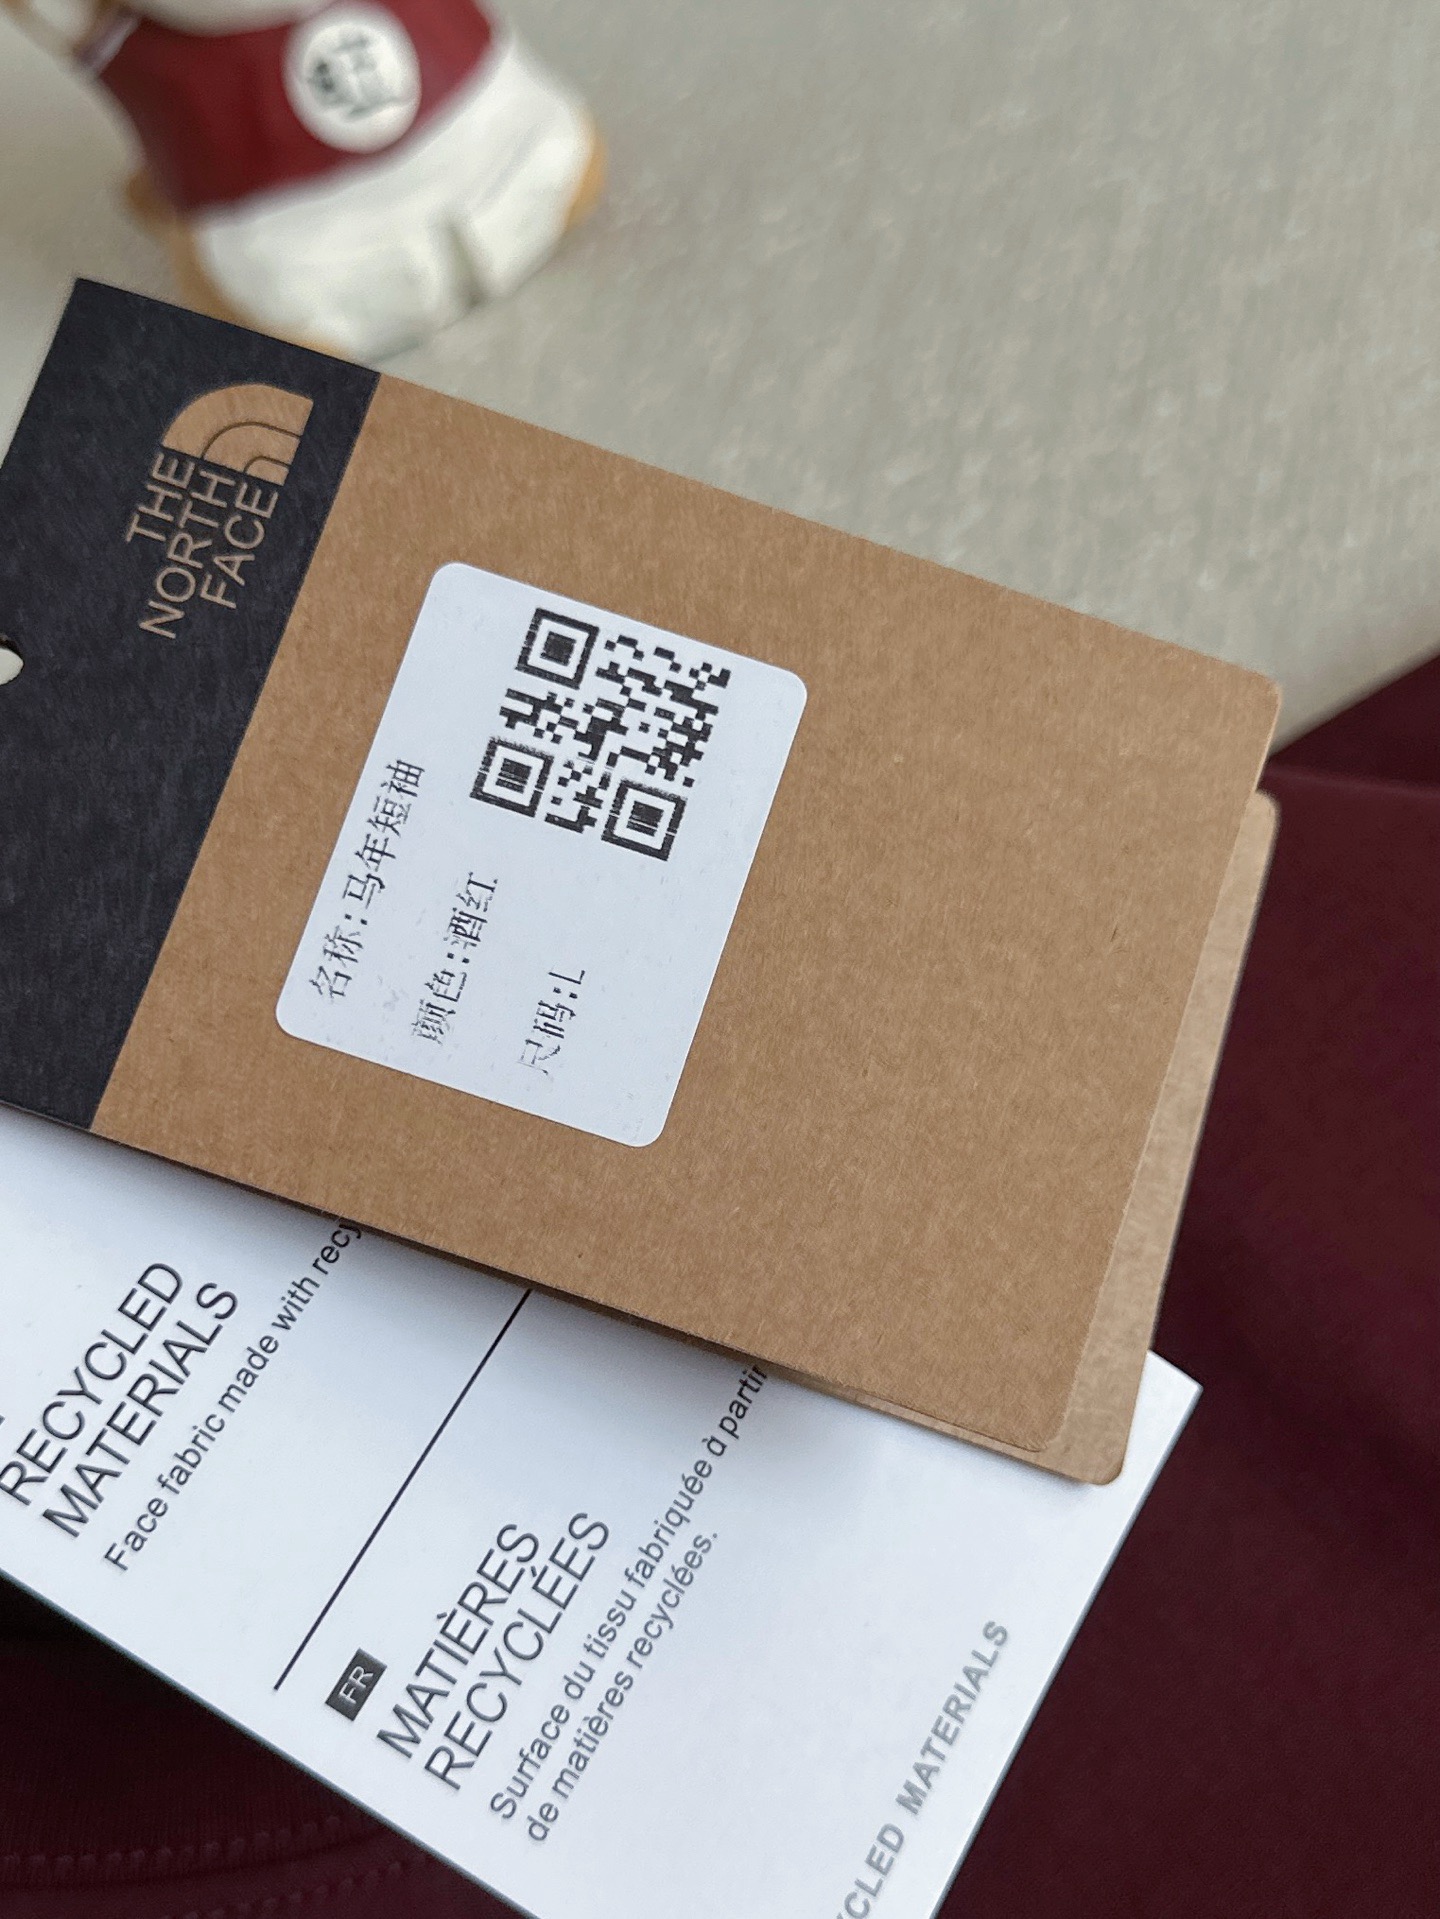 THE
NORTH
FACE
名称:马年短袖
颜色:酒红
尺码:L
RECYCLED
MATERIALS
Face fabric made with recy
FR
MATIÈRES
RECYCLÉES
Surface du tissu fabriquée à partir
de matières recyclées.
CLED MATERIALS